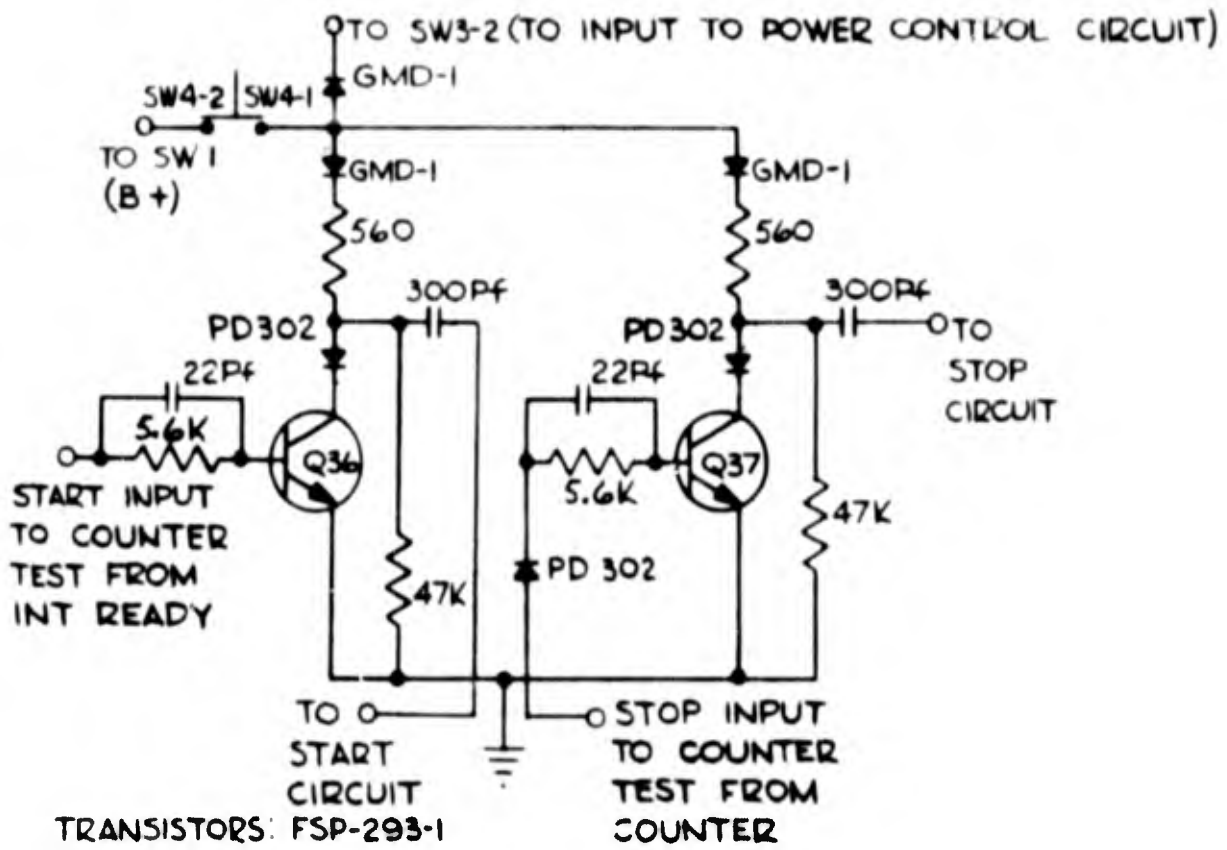 TO SW3-2 (TO INPUT TO POWER CONTROL CIRCUIT)
GMD-1
SW4-2 SW4-1
TO SW 1
(B +)
GMD-1
GMD-1
560
560
300Pf
300Pf
PD302
PD302
TO
STOP
CIRCUIT
22Pf
22Pf
5.6K
5.6K
Q36
Q37
START INPUT
TO COUNTER
TEST FROM
INT READY
47K
47K
PD 302
TO
START
CIRCUIT
STOP INPUT
TO COUNTER
TEST FROM
COUNTER
TRANSISTORS: FSP-293-1